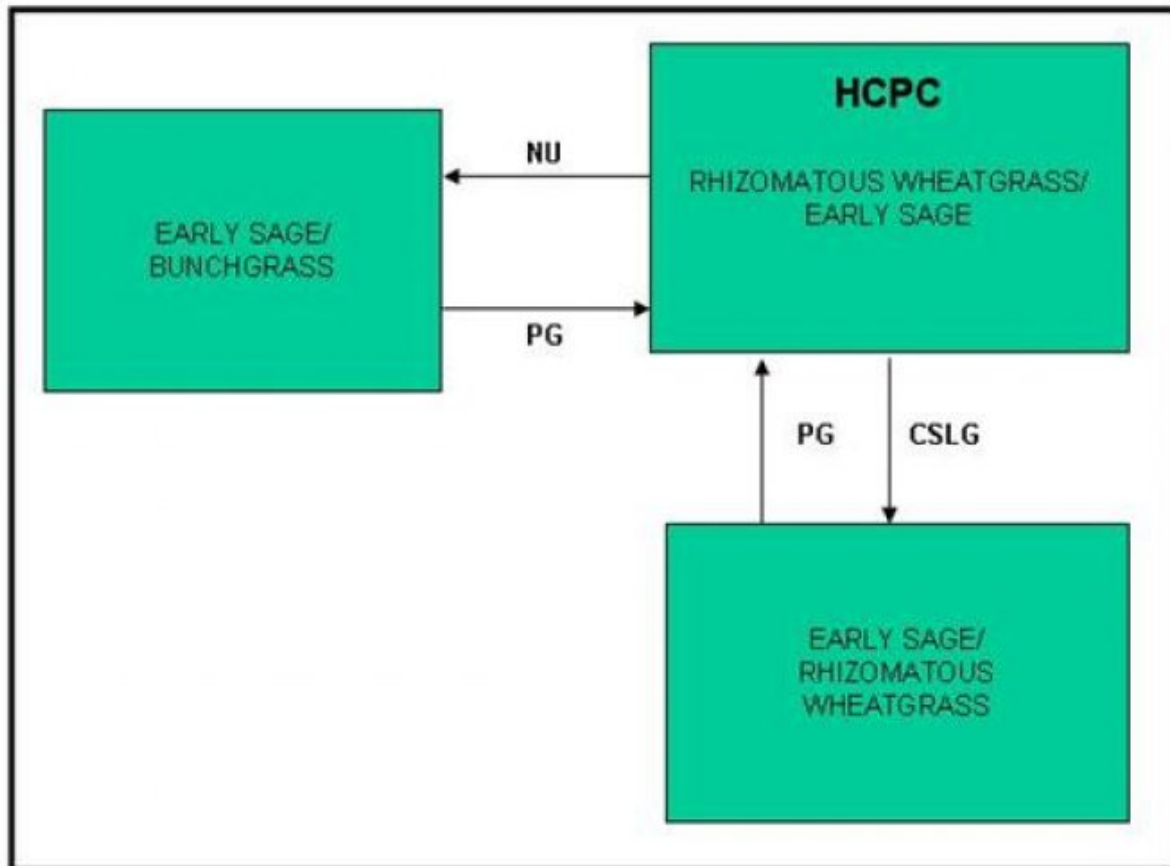 HCPC
RHIZOMATOUS WHEATGRASS/
EARLY SAGE
NU
EARLY SAGE/
BUNCHGRASS
PG
PG
CSLG
EARLY SAGE/
RHIZOMATOUS
WHEATGRASS